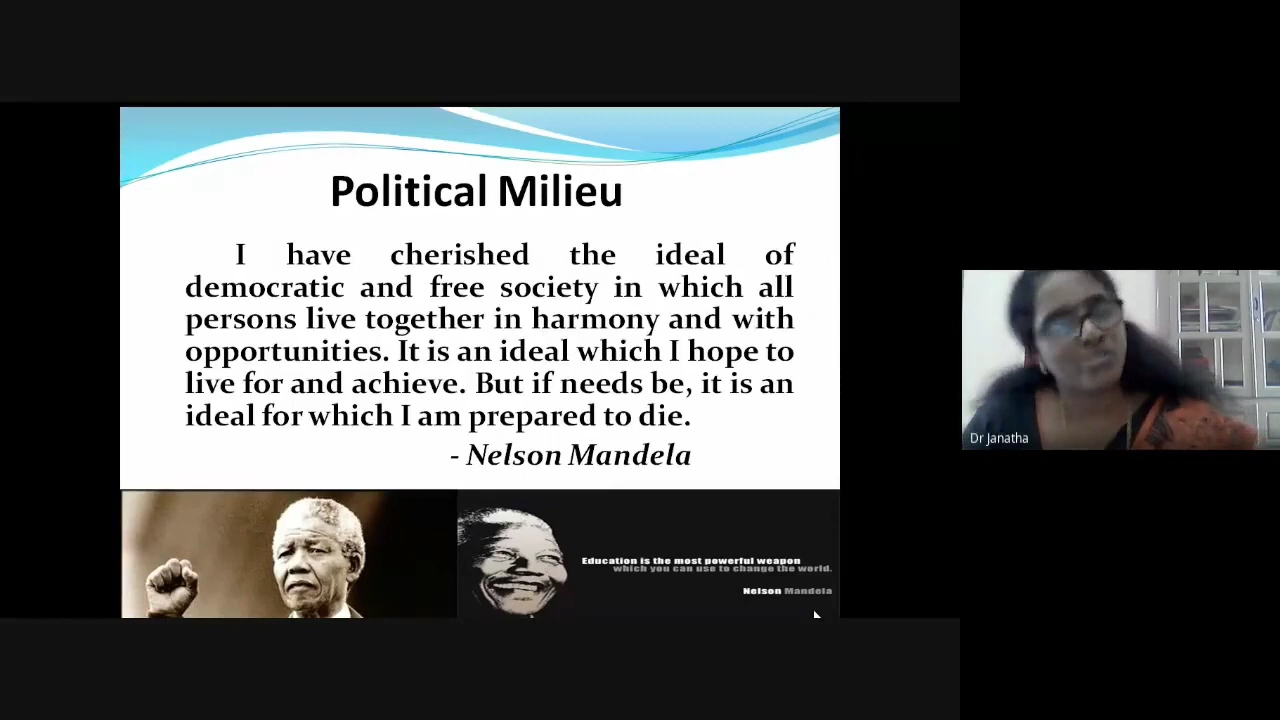 Political Milieu
I have cherished the ideal of
democratic and free society in which all
persons live together in harmony and with
opportunities. It is an ideal which I hope to
live for and achieve. But if needs be, it is an
ideal for which I am prepared to die.
- Nelson Mandela
Education is the most powerful weapon
which you can use to change the world.
Nelson Mandela
Dr Janatha